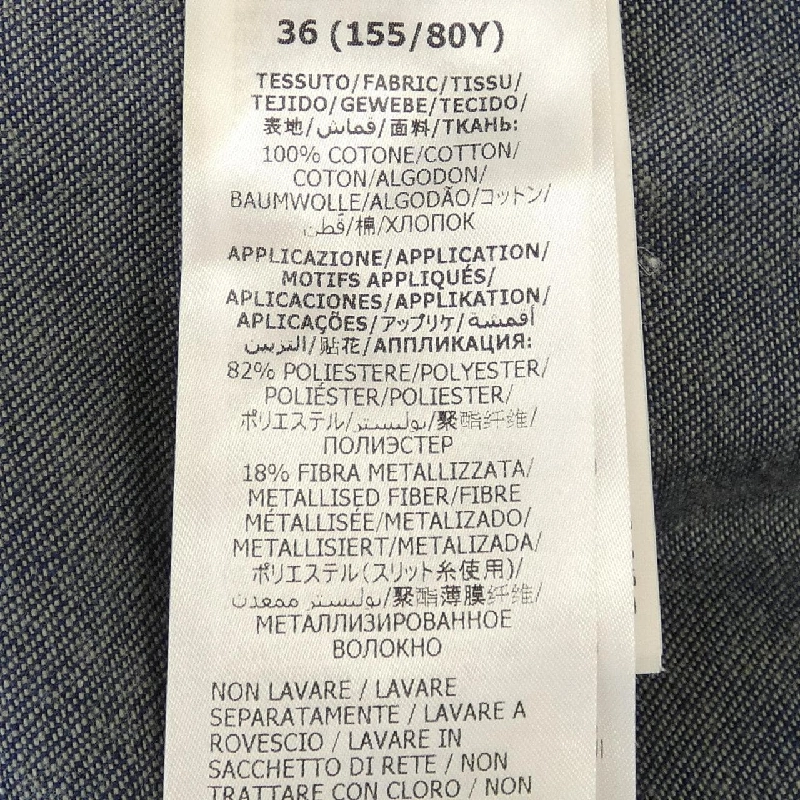 36 (155/80Y)
TESSUTO/FABRIC/TISSU/
TEJIDO/GEWEBE/TECIDO/
表地/قماش/面料/ТКАНЬ:
100% COTONE/COTTON/
COTON/ALGODON/
BAUMWOLLE/ALGODÃO/コットン/
قطن/棉/ХЛОПОК
APPLICAZIONE/APPLICATION/
MOTIFS APPLIQUÉS/
APLICACIONES/APPLIKATION/
APLICAÇÕES/アップリケ/أقمشة
التزيين/贴花/АППЛИКАЦИЯ:
82% POLIESTERE/POLYESTER/
POLIÉSTER/POLIESTER/
ポリエステル/بوليستر/聚酯纤维/
ПОЛИЭСТЕР
18% FIBRA METALLIZZATA/
METALLISED FIBER/FIBRE
MÉTALLISÉE/METALIZADO/
METALLISIERT/METALIZADA/
ポリエステル(スリット糸使用)/
بوليستر ممعدن/聚酯薄膜纤维/
МЕТАЛЛИЗИРОВАННОЕ
ВОЛОКНО
NON LAVARE / LAVARE
SEPARATAMENTE / LAVARE A
ROVESCIO / LAVARE IN
SACCHETTO DI RETE / NON
TRATTARE CON CLORO / NON